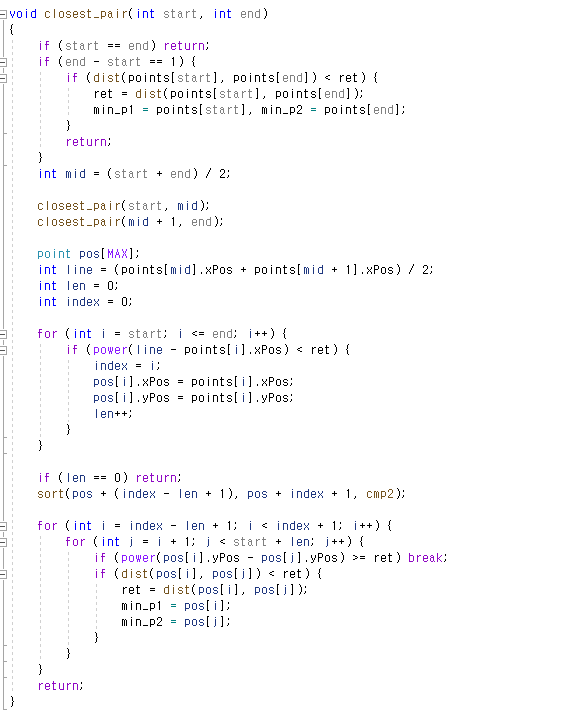 void closest_pair(int start, int end)
{
    if (start == end) return;
    if (end - start == 1) {
        if (dist(points[start], points[end]) < ret) {
            ret = dist(points[start], points[end]);
            min_p1 = points[start], min_p2 = points[end];
        }
        return;
    }
    int mid = (start + end) / 2;

    closest_pair(start, mid);
    closest_pair(mid + 1, end);

    point pos[MAX];
    int line = (points[mid].xPos + points[mid + 1].xPos) / 2;
    int len = 0;
    int index = 0;

    for (int i = start; i <= end; i++) {
        if (power(line - points[i].xPos) < ret) {
            index = i;
            pos[i].xPos = points[i].xPos;
            pos[i].yPos = points[i].yPos;
            len++;
        }
    }

    if (len == 0) return;
    sort(pos + (index - len + 1), pos + index + 1, cmp2);

    for (int i = index - len + 1; i < index + 1; i++) {
        for (int j = i + 1; j < start + len; j++) {
            if (power(pos[i].yPos - pos[j].yPos) >= ret) break;
            if (dist(pos[i], pos[j]) < ret) {
                ret = dist(pos[i], pos[j]);
                min_p1 = pos[i];
                min_p2 = pos[j];
            }
        }
    }
    return;
}